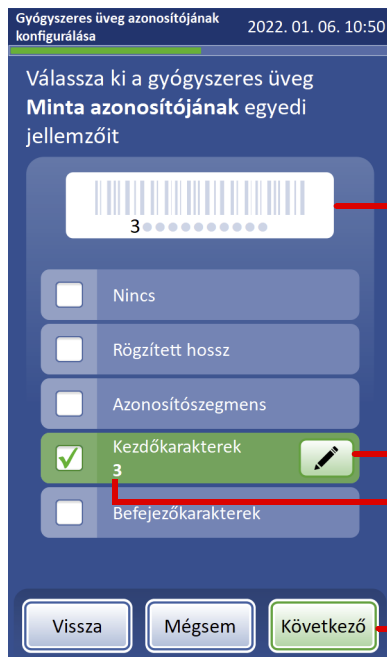 Gyógyszeres üveg azonosítójának
konfigurálása
2022. 01. 06. 10:50
Válassza ki a gyógyszeres üveg
Minta azonosítójának egyedi
jellemzőit
3
Nincs
Rögzített hossz
Azonosítószegmens
Kezdőkarakterek
3
Befejezőkarakterek
Vissza
Mégsem
Következő